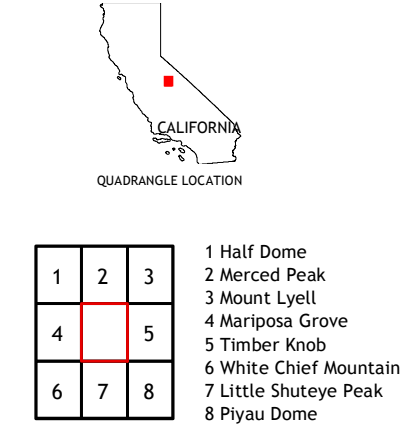 CALIFORNIA
QUADRANGLE LOCATION
1 2 3
4 5
6 7 8
1 Half Dome
2 Merced Peak
3 Mount Lyell
4 Mariposa Grove
5 Timber Knob
6 White Chief Mountain
7 Little Shuteye Peak
8 Piyau Dome